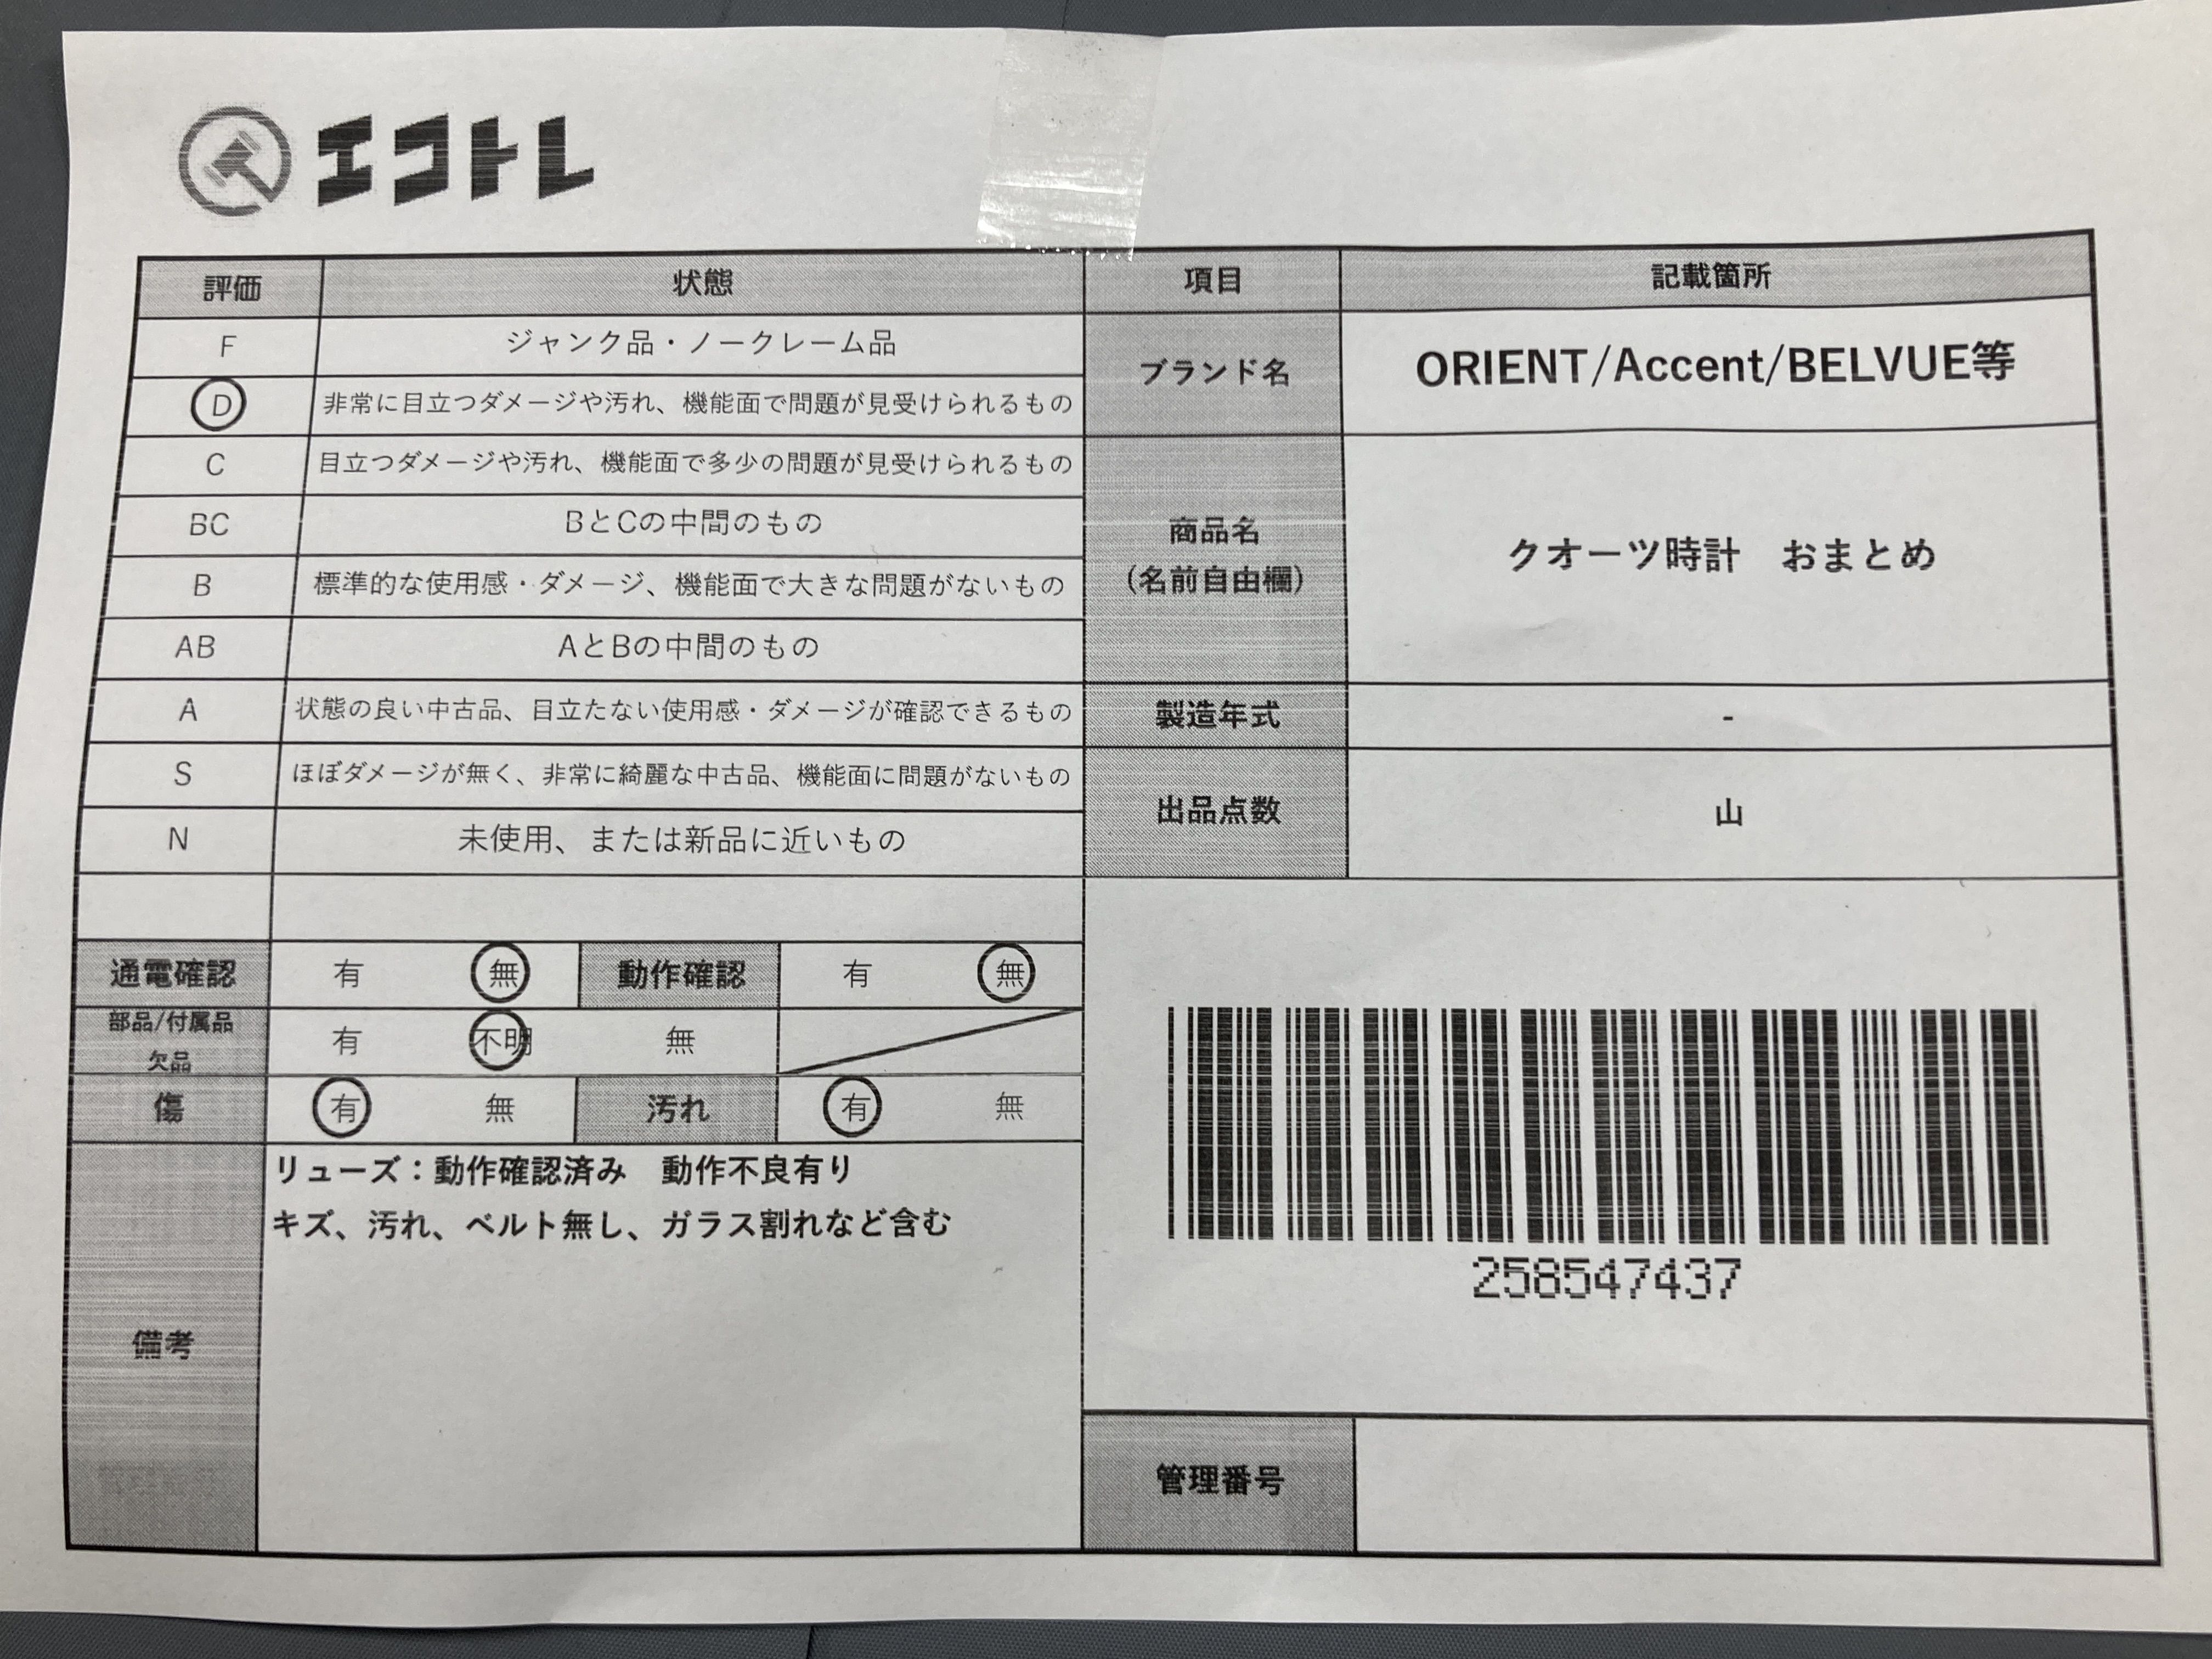 エコトレ
評価 状態 項目 記載箇所
F ジャンク品・ノークレーム品
D 非常に目立つダメージや汚れ、機能面で問題が見受けられるもの
ブランド名 ORIENT/Accent/BELVUE等
C 目立つダメージや汚れ、機能面で多少の問題が見受けられるもの
BC BとCの中間のもの
B 標準的な使用感・ダメージ、機能面で大きな問題がないもの
AB AとBの中間のもの
商品名
(名前自由欄)
クオーツ時計 おまとめ
A 状態の良い中古品、目立たない使用感・ダメージが確認できるもの
製造年式 -
S ほぼダメージが無く、非常に綺麗な中古品、機能面に問題がないもの
N 未使用、または新品に近いもの
出品点数 山
通電確認 有 無 動作確認 有 無
部品/付属品
欠品
有 不明 無
傷 有 無 汚れ 有 無
備考
リューズ：動作確認済み 動作不良有り
キズ、汚れ、ベルト無し、ガラス割れなど含む
258547437
管理番号